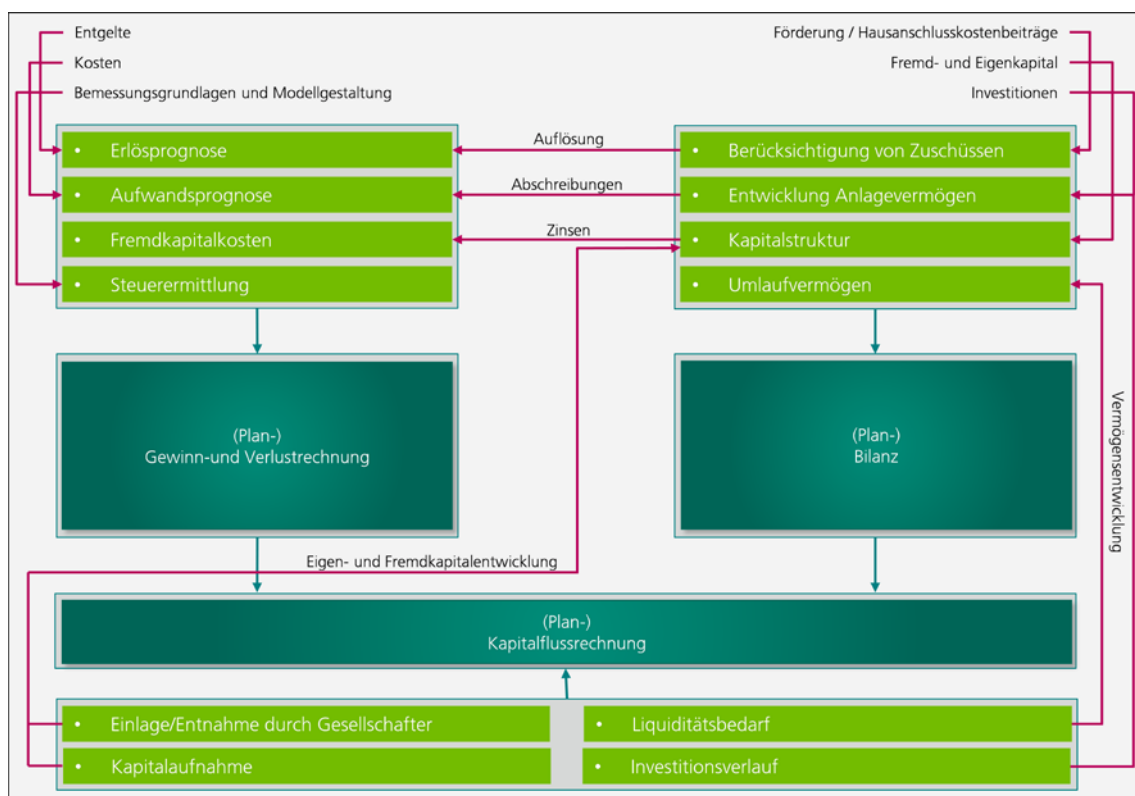 Entgelte
Kosten
Bemessungsgrundlagen und Modellgestaltung
Förderung / Hausanschlusskostenbeiträge
Fremd- und Eigenkapital
Investitionen
• Erlösprognose
• Aufwandsprognose
• Fremdkapitalkosten
• Steuerermittlung
Auflösung
Abschreibungen
Zinsen
• Berücksichtigung von Zuschüssen
• Entwicklung Anlagevermögen
• Kapitalstruktur
• Umlaufvermögen
(Plan-)
Gewinn-und Verlustrechnung
(Plan-)
Bilanz
Vermögensentwicklung
Eigen- und Fremdkapitalentwicklung
(Plan-)
Kapitalflussrechnung
• Einlage/Entnahme durch Gesellschafter
• Kapitalaufnahme
• Liquiditätsbedarf
• Investitionsverlauf